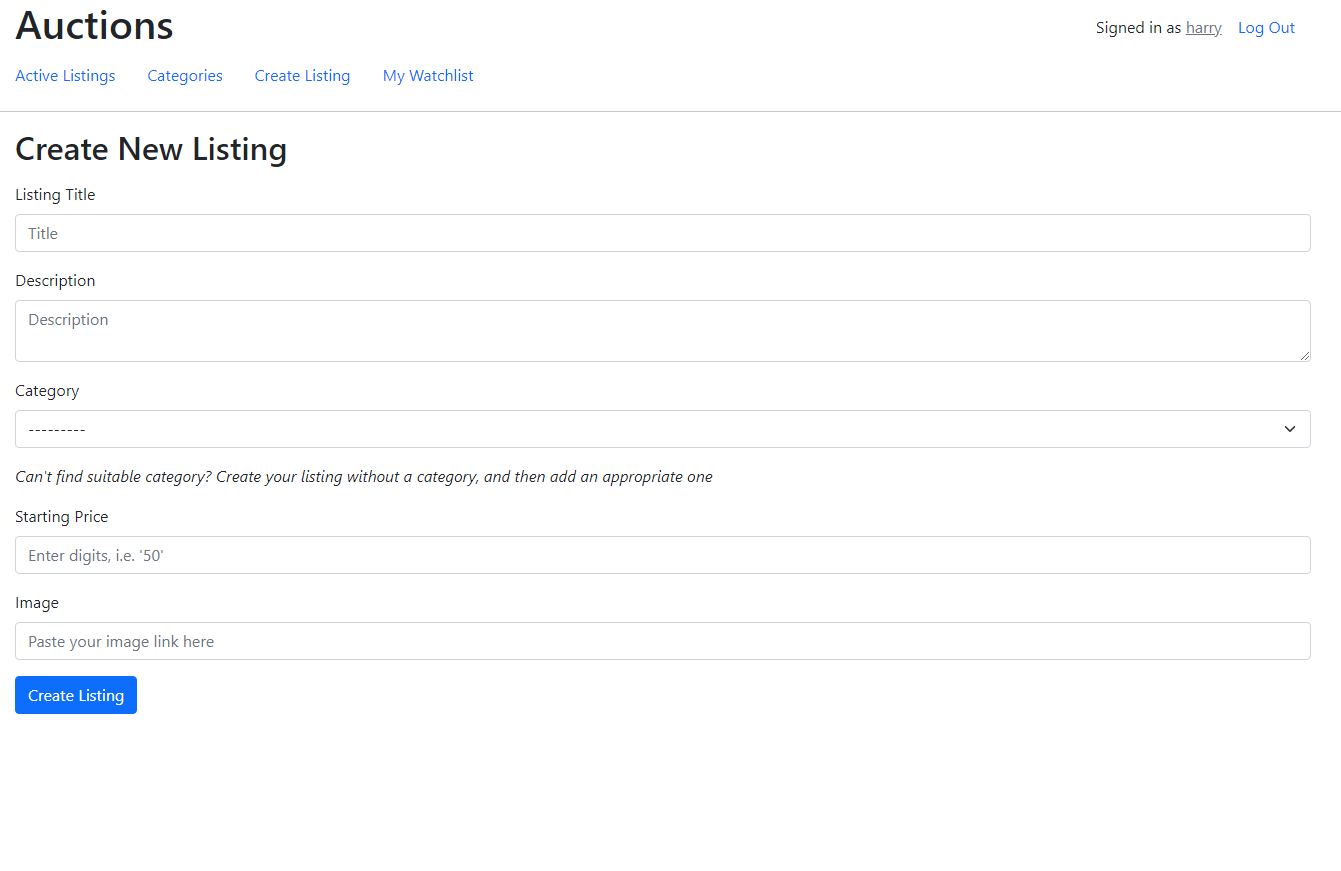 Auctions
Signed in as harry Log Out
Active Listings Categories Create Listing My Watchlist
Create New Listing
Listing Title
Title
Description
Description
Category
---------
Can't find suitable category? Create your listing without a category, and then add an appropriate one
Starting Price
Enter digits, i.e. '50'
Image
Paste your image link here
Create Listing